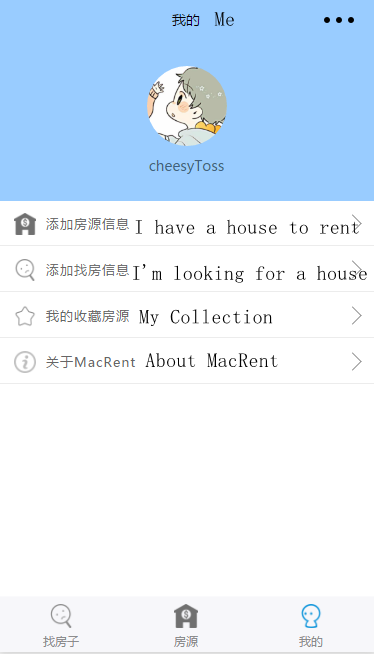 我的 Me
cheesyToss
添加房源信息 I have a house to rent
添加找房信息 I'm looking for a house
我的收藏房源 My Collection
关于MacRent About MacRent
找房子 房源 我的